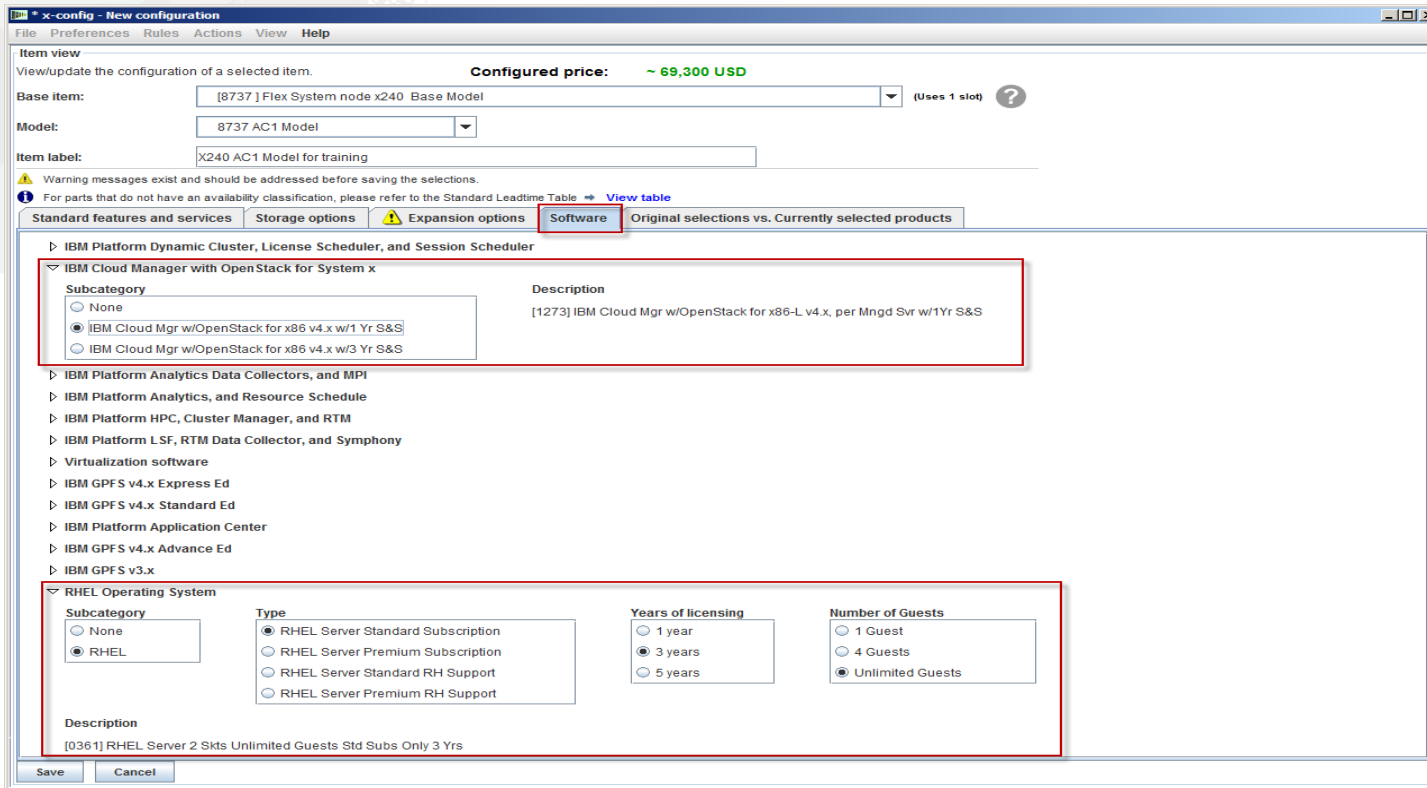 * x-config - New configuration
File Preferences Rules Actions View Help
Item view
View/update the configuration of a selected item. Configured price: ~ 69,300 USD
Base item: [8737 ] Flex System node x240 Base Model (Uses 1 slot) ?
Model: 8737 AC1 Model
Item label: X240 AC1 Model for training
Warning messages exist and should be addressed before saving the selections.
For parts that do not have an availability classification, please refer to the Standard Leadtime Table View table
Standard features and services Storage options Expansion options Software Original selections vs. Currently selected products
IBM Platform Dynamic Cluster, License Scheduler, and Session Scheduler
IBM Cloud Manager with OpenStack for System x
Subcategory Description
None
[1273] IBM Cloud Mgr w/OpenStack for x86-L v4.x, per Mngd Svr w/1Yr S&S
IBM Cloud Mgr w/OpenStack for x86 v4.x w/1 Yr S&S
IBM Cloud Mgr w/OpenStack for x86 v4.x w/3 Yr S&S
IBM Platform Analytics Data Collectors, and MPI
IBM Platform Analytics, and Resource Schedule
IBM Platform HPC, Cluster Manager, and RTM
IBM Platform LSF, RTM Data Collector, and Symphony
Virtualization software
IBM GPFS v4.x Express Ed
IBM GPFS v4.x Standard Ed
IBM Platform Application Center
IBM GPFS v4.x Advance Ed
IBM GPFS v3.x
RHEL Operating System
Subcategory Type Years of licensing Number of Guests
None RHEL Server Standard Subscription 1 year 1 Guest
RHEL RHEL Server Premium Subscription 3 years 4 Guests
RHEL Server Standard RH Support 5 years Unlimited Guests
RHEL Server Premium RH Support
Description
[0361] RHEL Server 2 Skts Unlimited Guests Std Subs Only 3 Yrs
Save Cancel